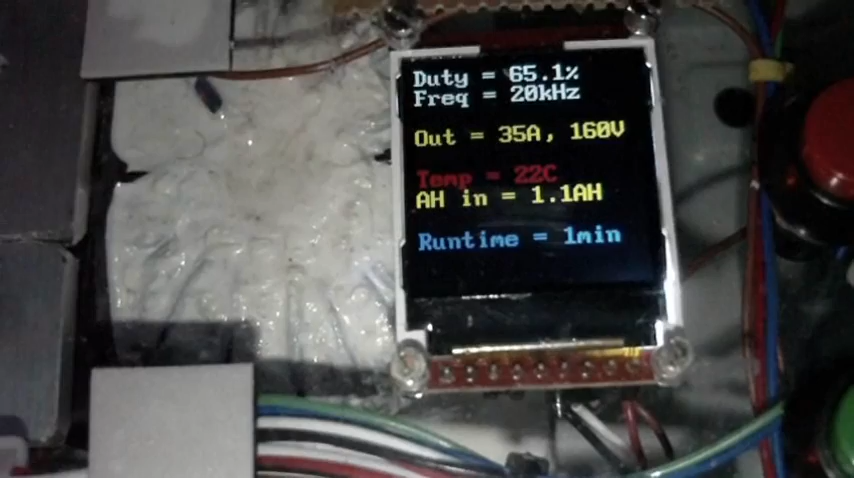 Duty = 65.1%
Freq = 20kHz
Out = 35A, 160V
Temp = 22C
AH in = 1.1AH
Runtime = 1min